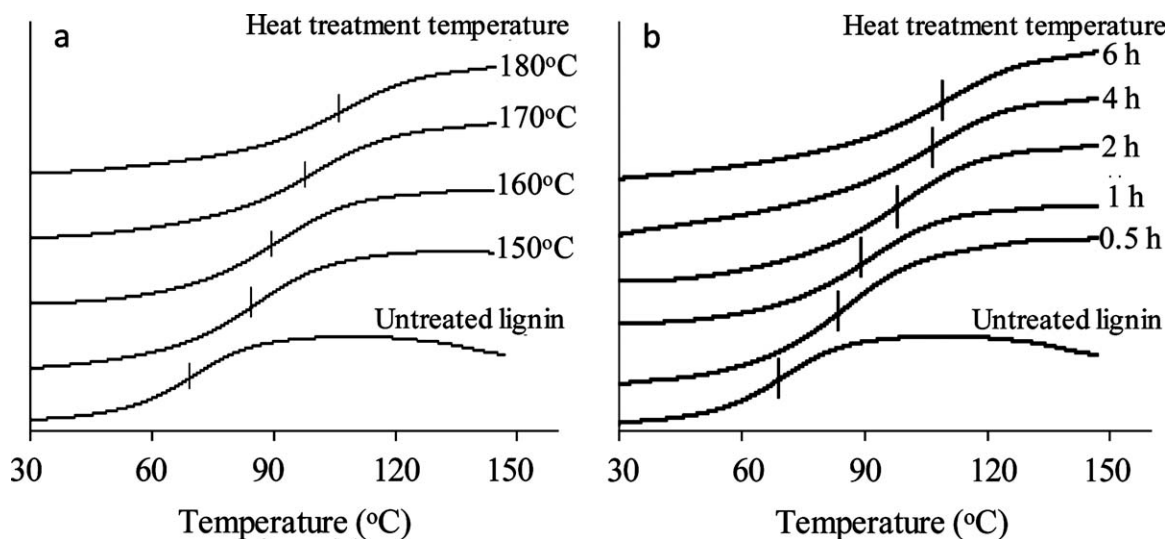 a
Heat treatment temperature
180°C
170°C
160°C
150°C
Untreated lignin
30 60 90 120 150
Temperature (°C)
b
Heat treatment temperature
6 h
4 h
2 h
1 h
0.5 h
Untreated lignin
30 60 90 120 150
Temperature (°C)